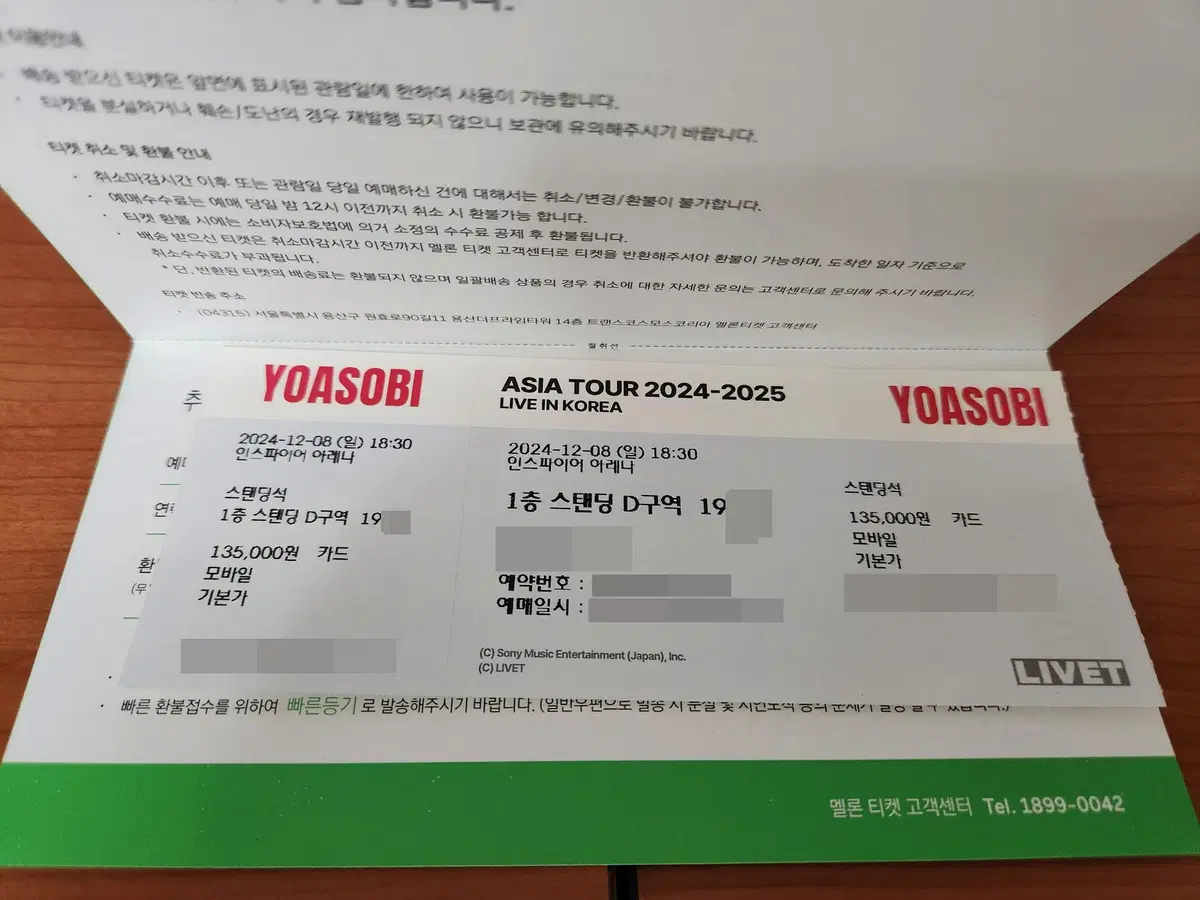 배송 받으신 티켓은 앞면에 표시된 관람일에 한하여 사용이 가능합니다.
티켓을 분실하거나 훼손/도난의 경우 재발행 되지 않으니 보관에 유의해주시기 바랍니다.
티켓 취소 및 환불 안내
· 취소마감시간 이후 또는 관람일 당일 예매하신 건에 대해서는 취소/변경/환불이 불가합니다.
· 예매수수료는 예매 당일 밤 12시 이전까지 취소 시 환불가능 합니다.
· 티켓 환불 시에는 소비자보호법에 의거 소정의 수수료 공제 후 환불됩니다.
· 배송 받으신 티켓은 취소마감시간 이전까지 멜론 티켓 고객센터로 티켓을 반환해주셔야 환불이 가능하며, 도착한 일자 기준으로
취소수수료가 부과됩니다.
* 단, 반환된 티켓의 배송료는 환불되지 않으며 일괄배송 상품의 경우 취소에 대한 자세한 문의는 고객센터로 문의해 주시기 바랍니다.
티켓 반송 주소
· (04315) 서울특별시 용산구 원효로90길11 용산더프라임타워 14층 트랜스코스모스코리아 멜론티켓 고객센터
절취선
YOASOBI
2024-12-08 (일) 18:30
인스파이어 아레나
스탠딩석
1층 스탠딩 D구역 19
135,000원 카드
모바일
기본가
ASIA TOUR 2024-2025
LIVE IN KOREA
2024-12-08 (일) 18:30
인스파이어 아레나
1층 스탠딩 D구역 19
예약번호 :
예매일시 :
(C) Sony Music Entertainment (Japan), Inc.
(C) LIVET
YOASOBI
스탠딩석
135,000원 카드
모바일
기본가
LIVET
추
예
연
환
· 빠른 환불접수를 위하여 빠른등기 로 발송해주시기 바랍니다.
멜론 티켓 고객센터 Tel. 1899-0042